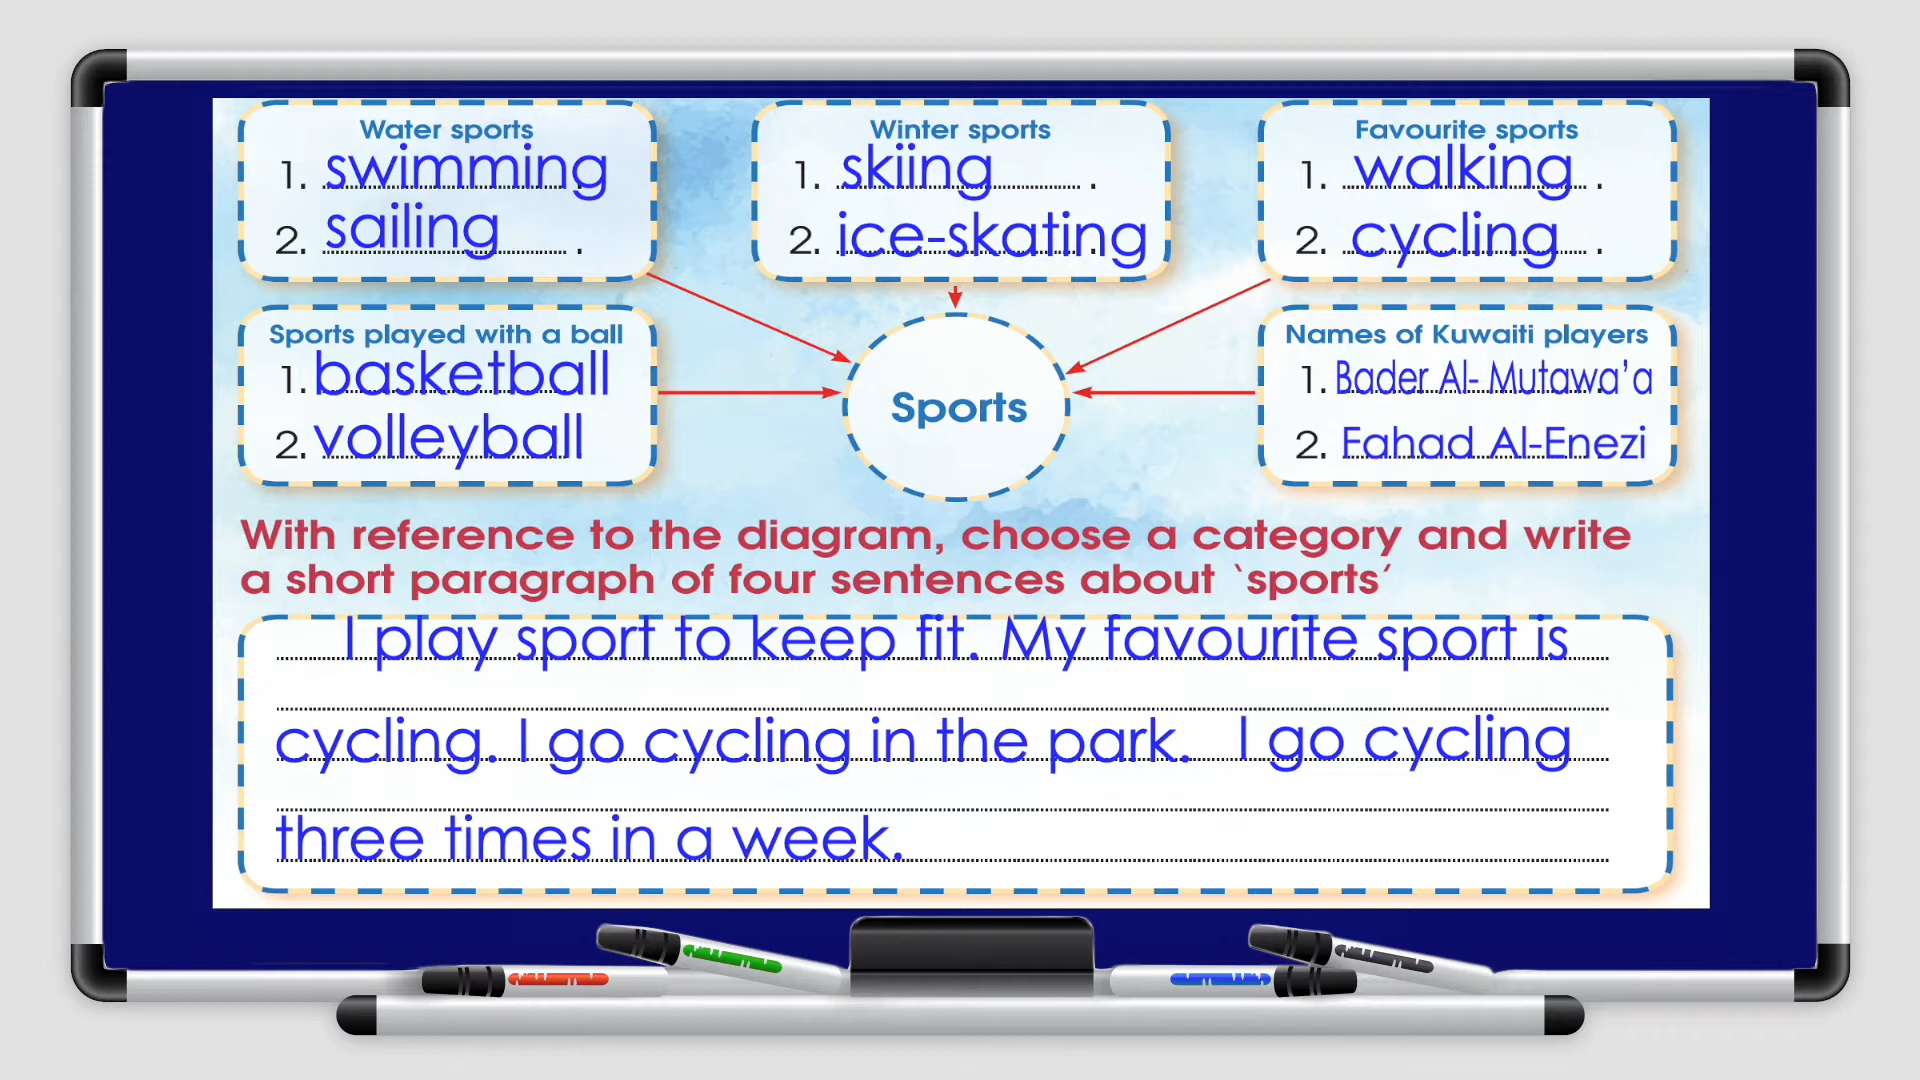 Water sports
1. swimming .
2. sailing .
Winter sports
1. skiing .
2. ice-skating .
Favourite sports
1. walking .
2. cycling .
Sports played with a ball
1. basketball
2. volleyball
Sports
Names of Kuwaiti players
1. Bader Al- Mutawa’a
2. Fahad Al-Enezi
With reference to the diagram, choose a category and write
a short paragraph of four sentences about `sports´
I play sport to keep fit. My favourite sport is
cycling. I go cycling in the park. I go cycling
three times in a week.